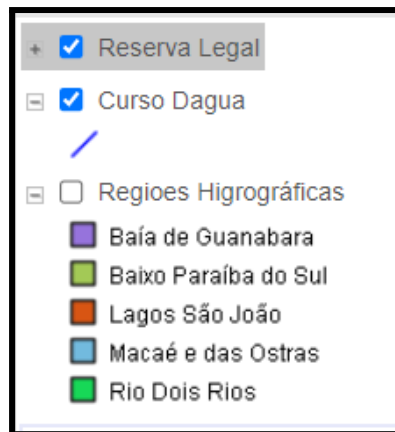 Reserva Legal
Curso Dagua
Regioes Higrográficas
Baía de Guanabara
Baixo Paraíba do Sul
Lagos São João
Macaé e das Ostras
Rio Dois Rios